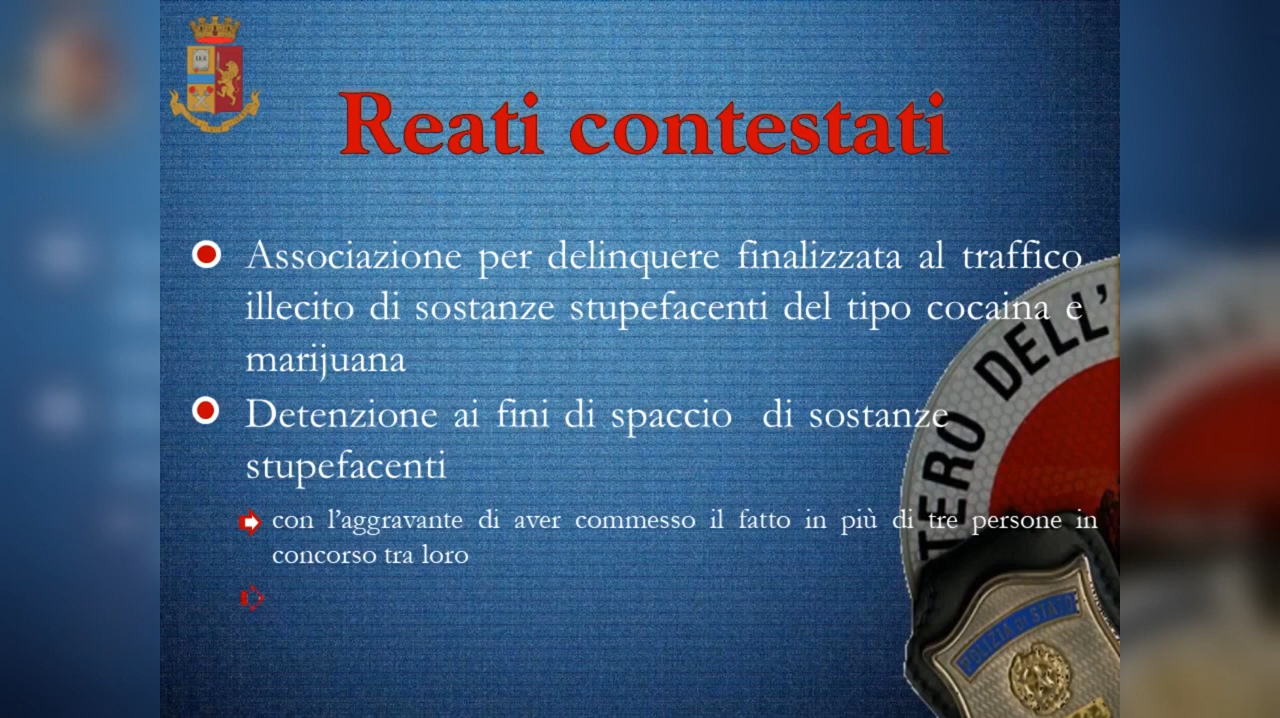 Reati contestati
Associazione per delinquere finalizzata al traffico
illecito di sostanze stupefacenti del tipo cocaina e
marijuana
Detenzione ai fini di spaccio di sostanze
stupefacenti
con l’aggravante di aver commesso il fatto in più di tre persone in
concorso tra loro
TERO DELL’
POLIZIA DI STATO